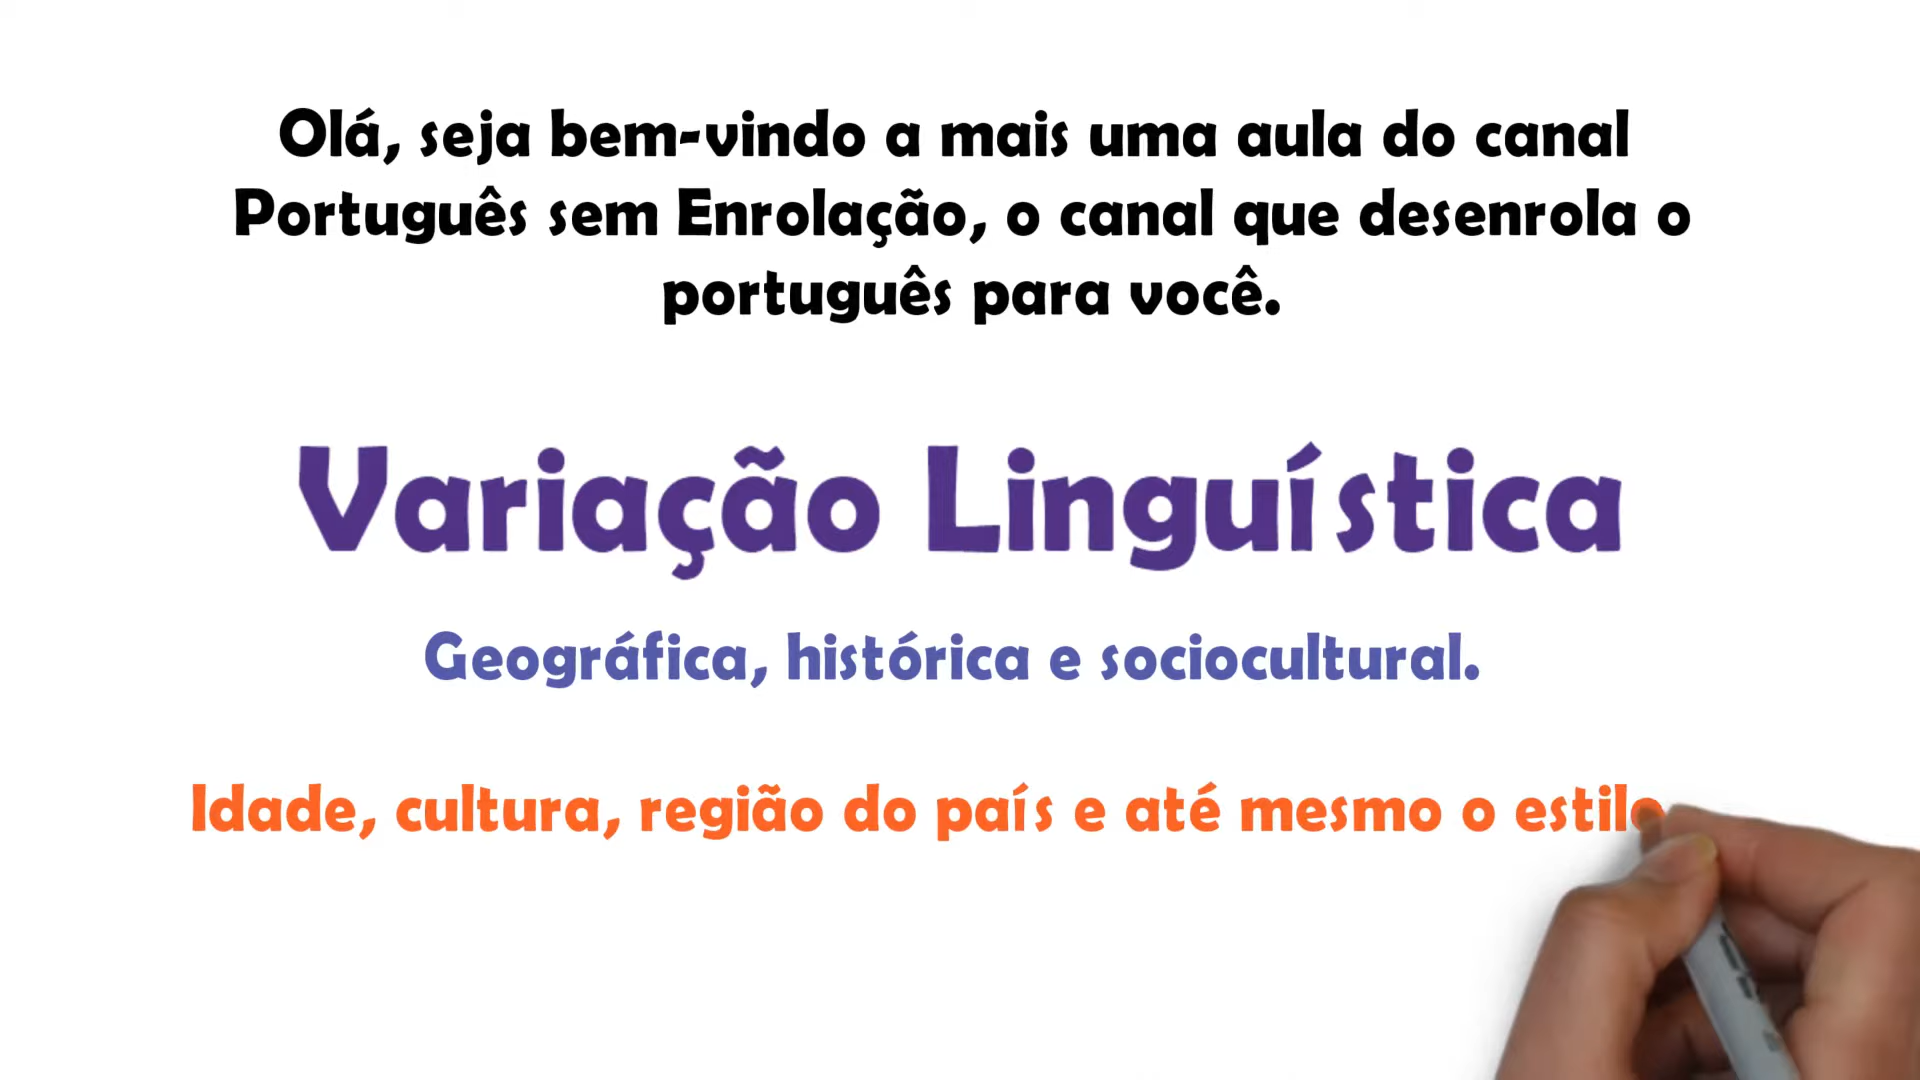 Olá, seja bem-vindo a mais uma aula do canal
Português sem Enrolação, o canal que desenrola o
português para você.
Variação Linguística
Geográfica, histórica e sociocultural.
Idade, cultura, região do país e até mesmo o estilo